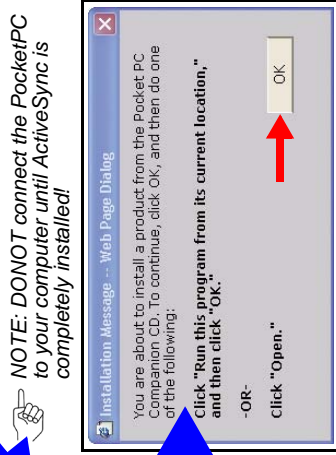 NOTE: DONOT connect the PocketPC
to your computer until ActiveSync is
completely installed!
Installation Message -- Web Page Dialog
You are about to install a product from the Pocket PC
Companion CD. To continue, click OK, and then do one
of the following:
Click "Run this program from its current location,"
and then click "OK."
-OR-
Click "Open."
OK